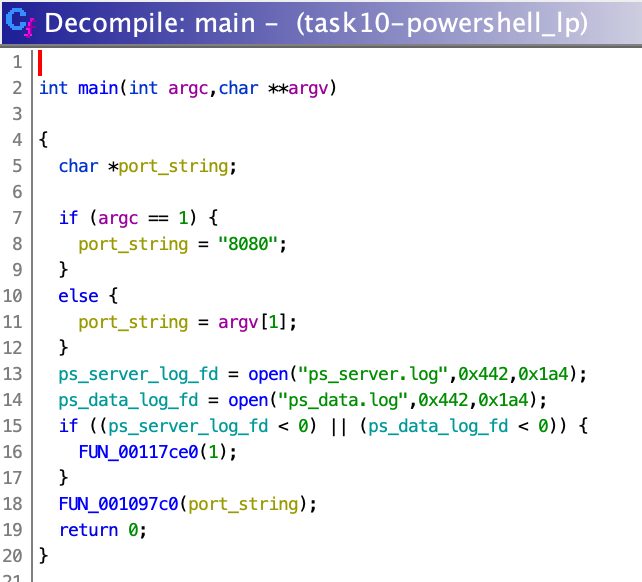 Decompile: main - (task10-powershell_lp)
1
2 int main(int argc,char **argv)
3
4 {
5 char *port_string;
6
7 if (argc == 1) {
8 port_string = "8080";
9 }
10 else {
11 port_string = argv[1];
12 }
13 ps_server_log_fd = open("ps_server.log",0x442,0x1a4);
14 ps_data_log_fd = open("ps_data.log",0x442,0x1a4);
15 if ((ps_server_log_fd < 0) || (ps_data_log_fd < 0)) {
16 FUN_00117ce0(1);
17 }
18 FUN_001097c0(port_string);
19 return 0;
20 }
21